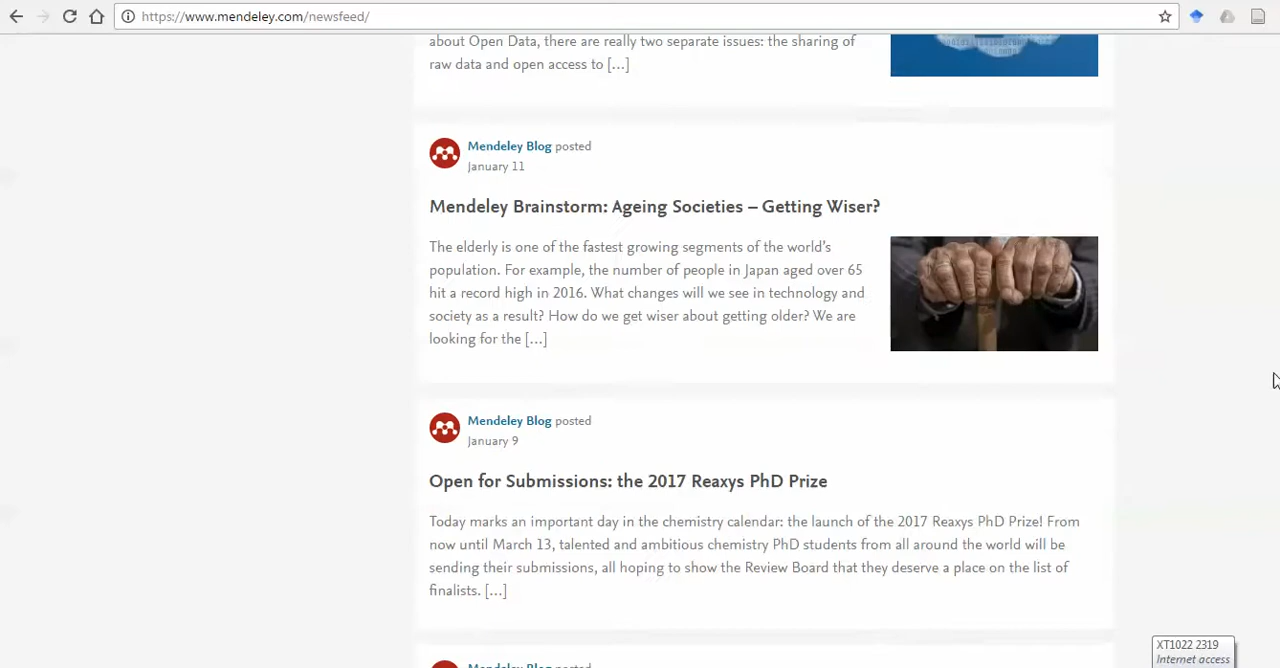 https://www.mendeley.com/newsfeed/
about Open Data, there are really two separate issues: the sharing of
raw data and open access to [...]
Mendeley Blog posted
January 11
Mendeley Brainstorm: Ageing Societies – Getting Wiser?
The elderly is one of the fastest growing segments of the world's
population. For example, the number of people in Japan aged over 65
hit a record high in 2016. What changes will we see in technology and
society as a result? How do we get wiser about getting older? We are
looking for the [...]
Mendeley Blog posted
January 9
Open for Submissions: the 2017 Reaxys PhD Prize
Today marks an important day in the chemistry calendar: the launch of the 2017 Reaxys PhD Prize! From
now until March 13, talented and ambitious chemistry PhD students from all around the world will be
sending their submissions, all hoping to show the Review Board that they deserve a place on the list of
finalists. [...]
Mendeley Blog posted
XT1022 2319
Internet access